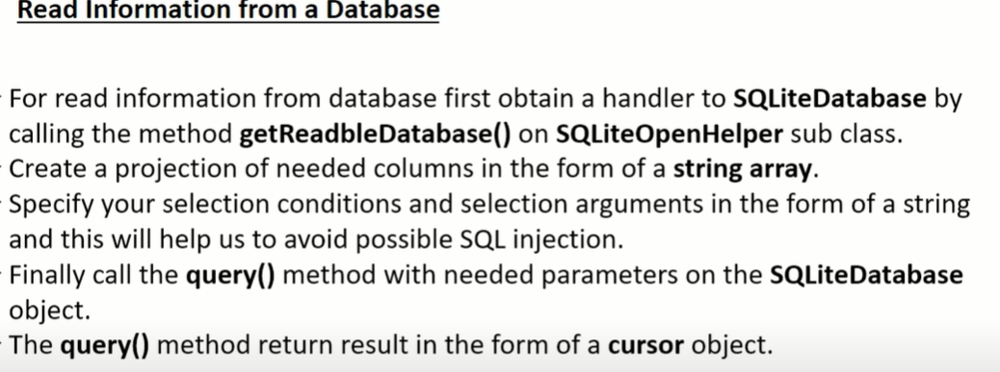 Read Information from a Database
For read information from database first obtain a handler to SQLiteDatabase by
calling the method getReadbleDatabase() on SQLiteOpenHelper sub class.
Create a projection of needed columns in the form of a string array.
Specify your selection conditions and selection arguments in the form of a string
and this will help us to avoid possible SQL injection.
Finally call the query() method with needed parameters on the SQLiteDatabase
object.
The query() method return result in the form of a cursor object.